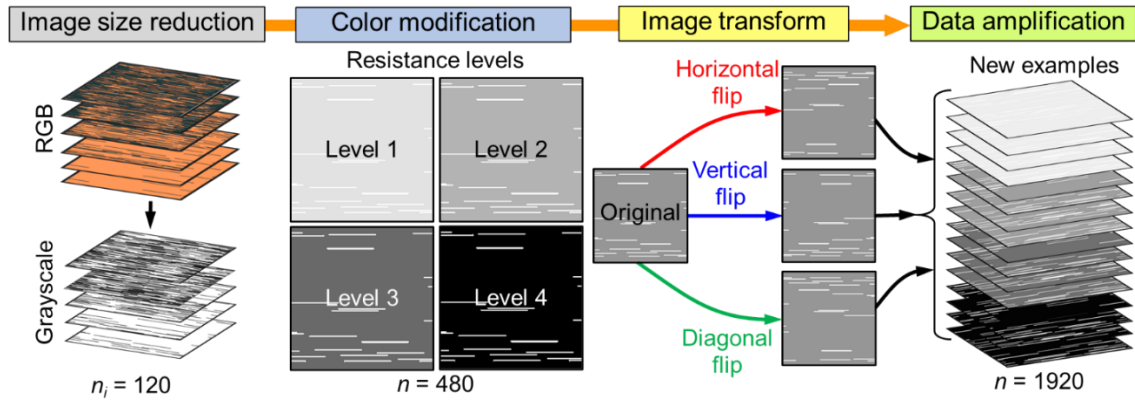 Image size reduction
Color modification
Image transform
Data amplification
RGB
Grayscale
nᵢ = 120
Resistance levels
Level 1
Level 2
Level 3
Level 4
n = 480
Original
Horizontal
flip
Vertical
flip
Diagonal
flip
New examples
n = 1920